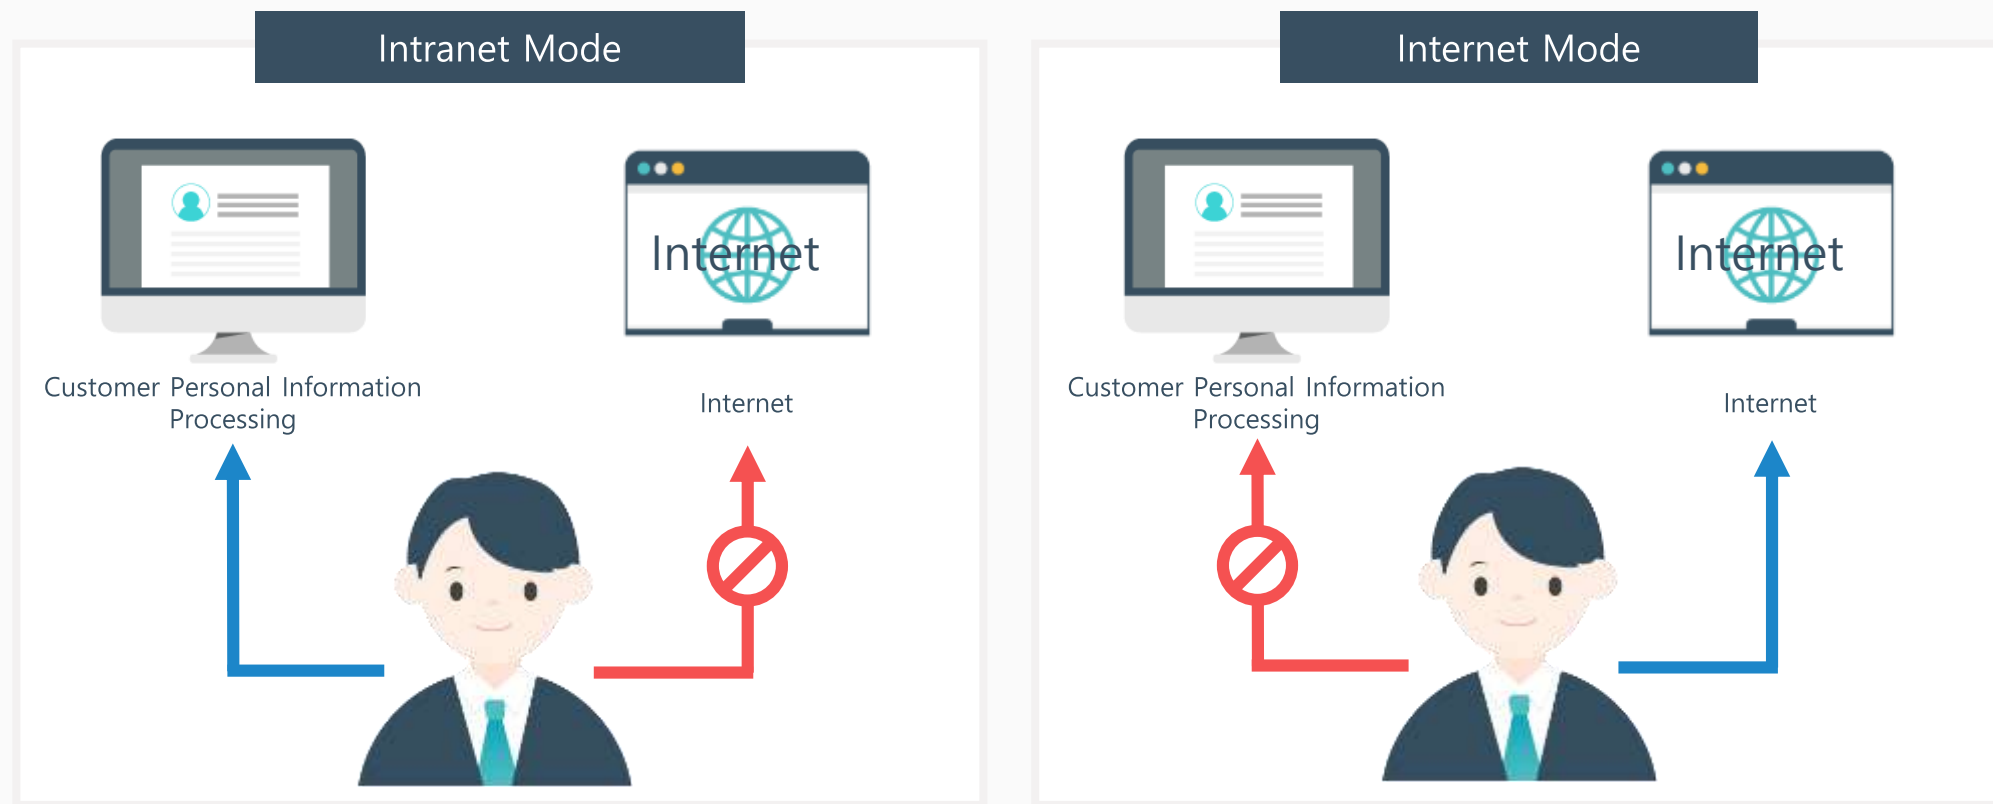 Intranet Mode
Internet
Customer Personal Information
Processing
Internet
Internet Mode
Internet
Customer Personal Information
Processing
Internet